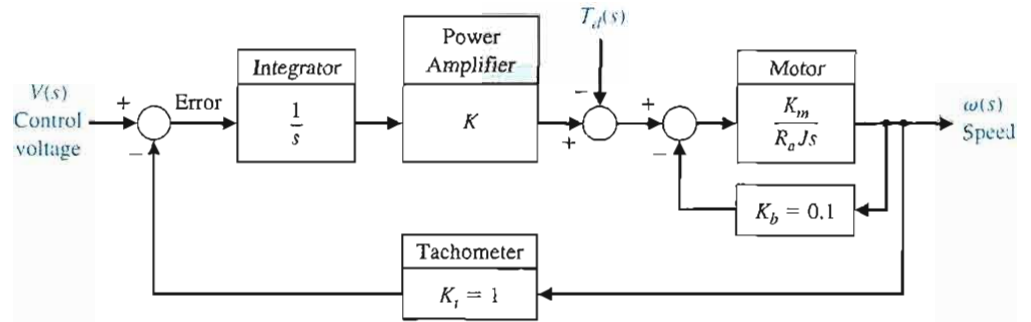 T_d(s)
Power
Amplifier
K
Integrator
1
s
Motor
K_m
R_a Js
V(s)
Control
voltage
+
−
Error
−
+
+
−
ω(s)
Speed
K_b = 0.1
Tachometer
K_t = 1